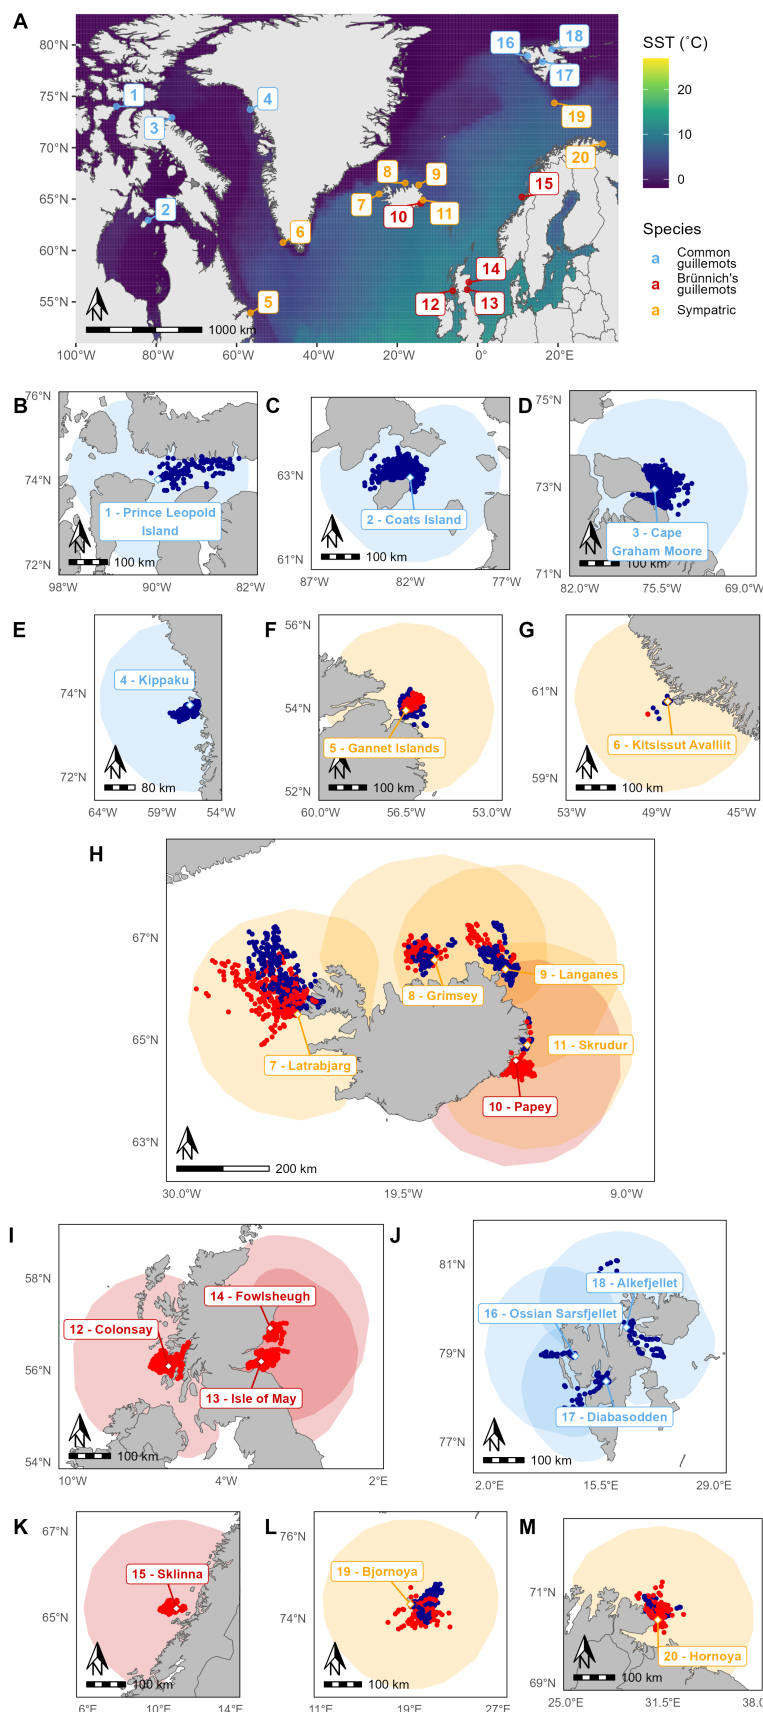 A
80°N
75°N
70°N
65°N
60°N
55°N
100°W
80°W
60°W
40°W
20°W
0°
20°E
1
2
3
4
5
6
7
8
9
10
11
12
13
14
15
16
17
18
19
20
N
1000 km
SST (°C)
20
10
0
Species
a Common
guillemots
a Brünnich's
guillemots
a Sympatric
B
76°N
74°N
72°N
1 - Prince Leopold
Island
N
100 km
98°W
90°W
82°W
C
63°N
61°N
2 - Coats Island
N
100 km
87°W
82°W
77°W
D
75°N
73°N
71°N
3 - Cape
Graham Moore
N
100 km
82.0°W
75.5°W
69.0°W
E
74°N
72°N
4 - Kippaku
N
80 km
64°W
59°W
54°W
F
56°N
54°N
52°N
5 - Gannet Islands
N
100 km
60.0°W
56.5°W
53.0°W
G
61°N
59°N
6 - Kitsissut Avalliit
N
100 km
53°W
49°W
45°W
H
67°N
65°N
63°N
7 - Latrabjarg
8 - Grimsey
9 - Langanes
11 - Skrudur
10 - Papey
N
200 km
30.0°W
19.5°W
9.0°W
I
58°N
56°N
54°N
14 - Fowlsheugh
12 - Colonsay
13 - Isle of May
N
100 km
10°W
4°W
2°E
J
81°N
79°N
77°N
18 - Alkefjellet
16 - Ossian Sarsfjellet
17 - Diabasodden
N
100 km
2.0°E
15.5°E
29.0°E
K
67°N
65°N
15 - Sklinna
N
100 km
6°E
10°E
14°E
L
76°N
74°N
19 - Bjornoya
N
100 km
11°E
19°E
27°E
M
71°N
69°N
20 - Hornoya
N
100 km
25.0°E
31.5°E
38.0